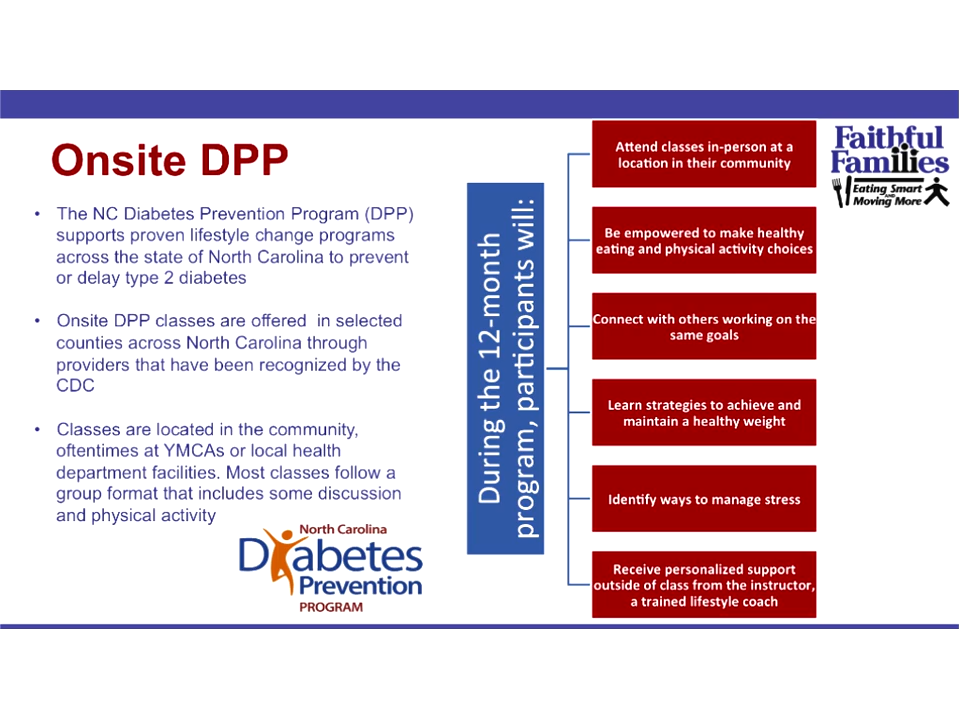 Onsite DPP
• The NC Diabetes Prevention Program (DPP)
supports proven lifestyle change programs
across the state of North Carolina to prevent
or delay type 2 diabetes
• Onsite DPP classes are offered  in selected
counties across North Carolina through
providers that have been recognized by the
CDC
• Classes are located in the community,
oftentimes at YMCAs or local health
department facilities. Most classes follow a
group format that includes some discussion
and physical activity
North Carolina
Diabetes
Prevention
PROGRAM
During the 12-month
program, participants will:
Attend classes in-person at a
location in their community
Be empowered to make healthy
eating and physical activity choices
Connect with others working on the
same goals
Learn strategies to achieve and
maintain a healthy weight
Identify ways to manage stress
Receive personalized support
outside of class from the instructor,
a trained lifestyle coach
Faithful
Families
Eating Smart
AND
Moving More